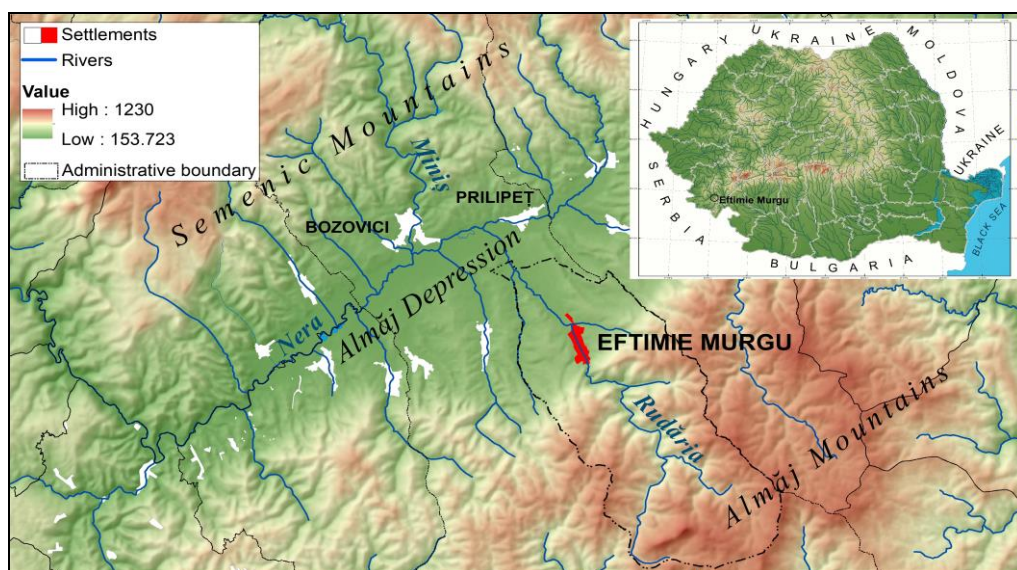 Settlements
Rivers
Value
High : 1230
Low : 153.723
Administrative boundary
Semenic Mountains
Miniș
PRILIPEȚ
BOZOVICI
Almăj Depression
Nera
EFTIMIE MURGU
Rudăria
Almăj Mountains
HUNGARY
UKRAINE
MOLDOVA
UKRAINE
SERBIA
Eftimie Murgu
BLACK SEA
BULGARIA